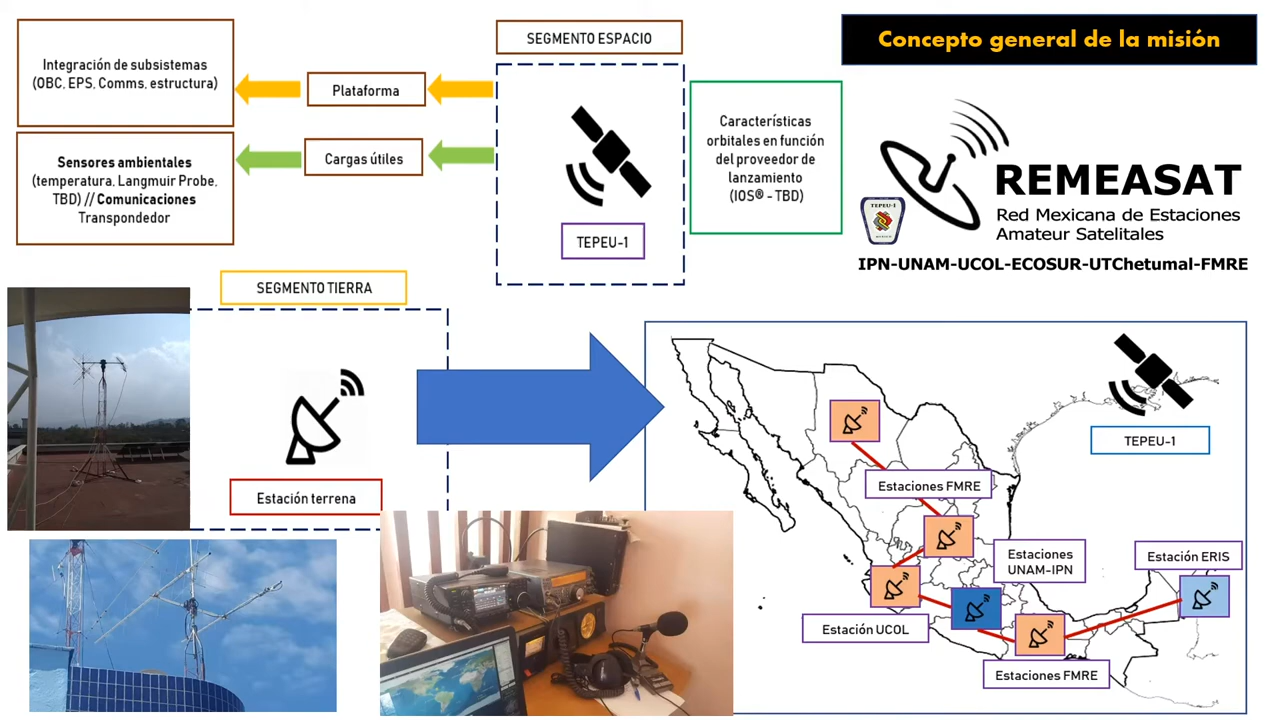 Concepto general de la misión
SEGMENTO ESPACIO
Integración de subsistemas
(OBC, EPS, Comms, estructura)
Plataforma
Sensores ambientales
(temperatura, Langmuir Probe,
TBD) // Comunicaciones
Transpondedor
Cargas útiles
TEPEU-1
Características
orbitales en función
del proveedor de
lanzamiento
(IOS® - TBD)
TEPEU-1
REMEASAT
Red Mexicana de Estaciones
Amateur Satelitales
IPN-UNAM-UCOL-ECOSUR-UTChetumal-FMRE
SEGMENTO TIERRA
Estación terrena
TEPEU-1
Estaciones FMRE
Estaciones
UNAM-IPN
Estación ERIS
Estación UCOL
Estaciones FMRE